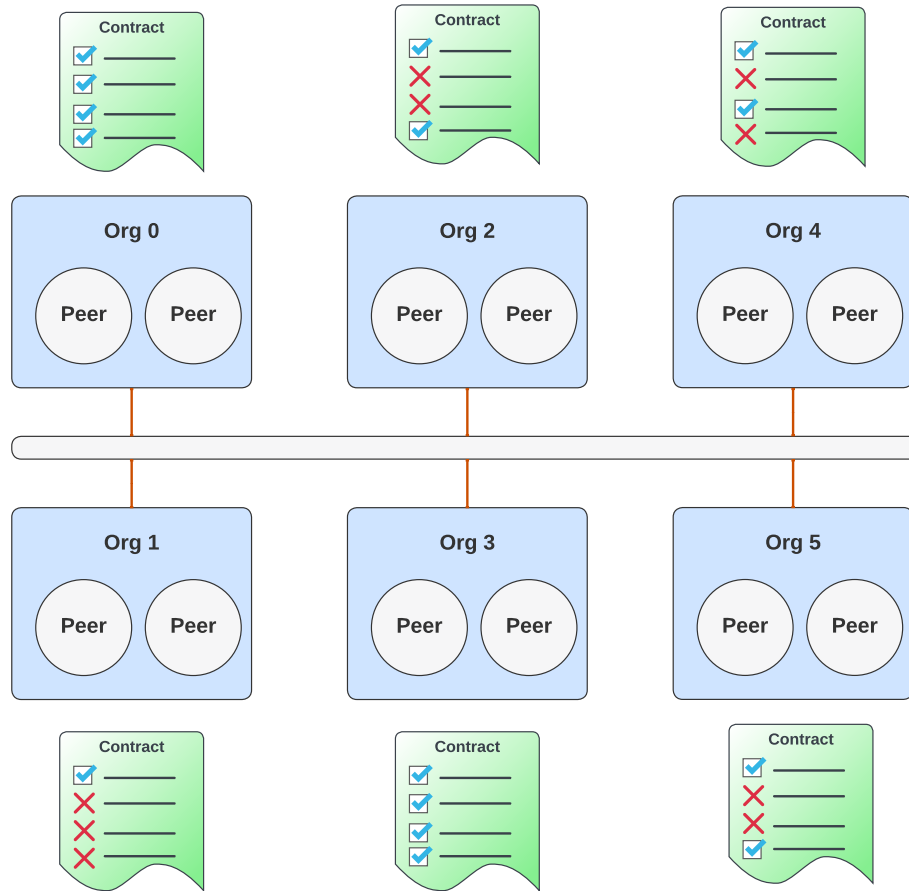 Contract
Contract
Contract
Org 0
Org 2
Org 4
Peer
Peer
Peer
Peer
Peer
Peer
Org 1
Org 3
Org 5
Peer
Peer
Peer
Peer
Peer
Peer
Contract
Contract
Contract